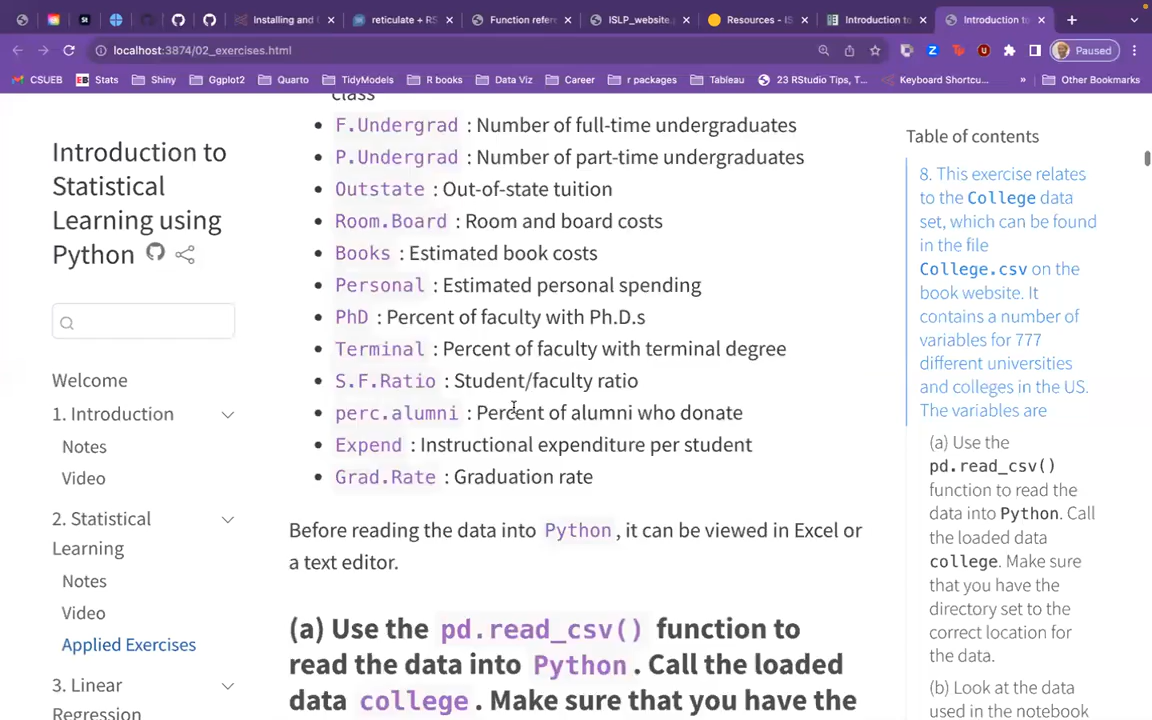 Installing and
reticulate + RS
Function refere
ISLP_website.p
Resources - IS
Introduction to
Introduction to
localhost:3874/02_exercises.html
Paused
CSUEB
Stats
Shiny
Ggplot2
Quarto
TidyModels
R books
Data Viz
Career
r packages
Tableau
23 RStudio Tips, T...
Keyboard Shortcu...
»
Other Bookmarks
Introduction to
Statistical
Learning using
Python
Welcome
1. Introduction
Notes
Video
2. Statistical
Learning
Notes
Video
Applied Exercises
3. Linear
Regression
class
• F.Undergrad : Number of full-time undergraduates
• P.Undergrad : Number of part-time undergraduates
• Outstate : Out-of-state tuition
• Room.Board : Room and board costs
• Books : Estimated book costs
• Personal : Estimated personal spending
• PhD : Percent of faculty with Ph.D.s
• Terminal : Percent of faculty with terminal degree
• S.F.Ratio : Student/faculty ratio
• perc.alumni : Percent of alumni who donate
• Expend : Instructional expenditure per student
• Grad.Rate : Graduation rate
Before reading the data into Python, it can be viewed in Excel or
a text editor.
(a) Use the pd.read_csv() function to
read the data into Python. Call the loaded
data college. Make sure that you have the
Table of contents
8. This exercise relates
to the College data
set, which can be found
in the file
College.csv on the
book website. It
contains a number of
variables for 777
different universities
and colleges in the US.
The variables are
(a) Use the
pd.read_csv()
function to read the
data into Python. Call
the loaded data
college. Make sure
that you have the
directory set to the
correct location for
the data.
(b) Look at the data
used in the notebook